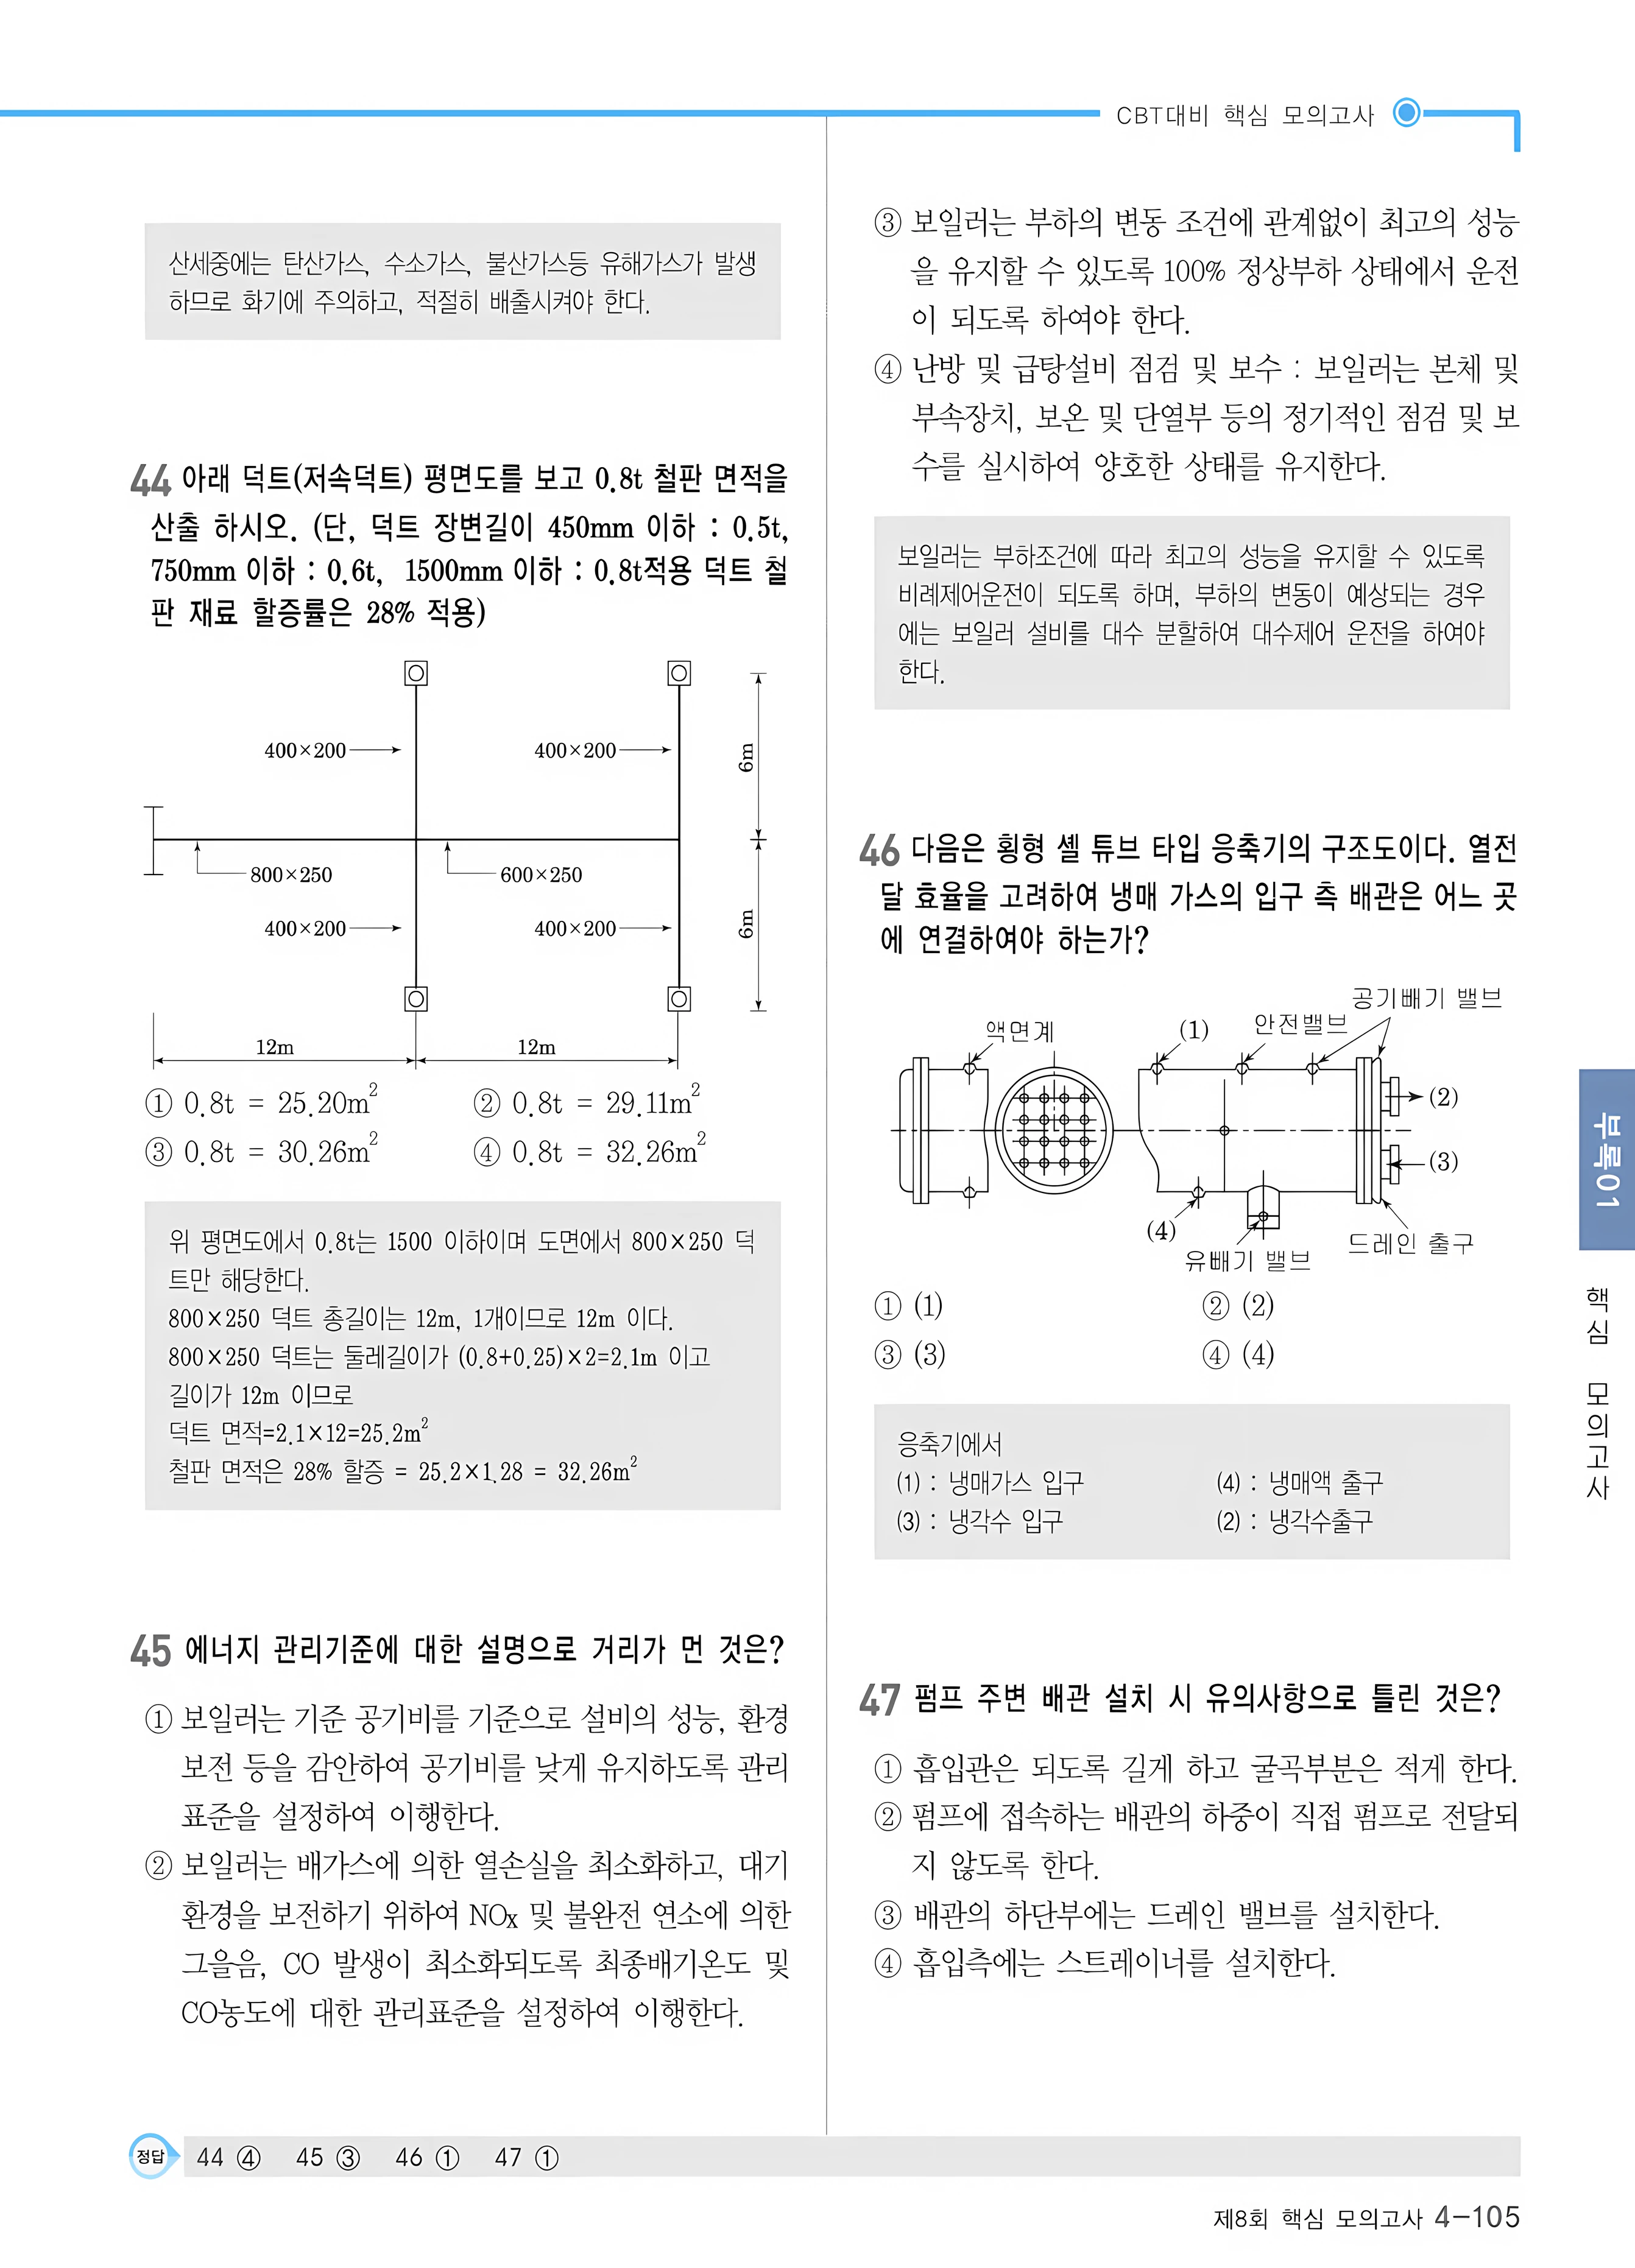 CBT대비 핵심 모의고사
산세중에는 탄산가스, 수소가스, 불산가스등 유해가스가 발생
하므로 화기에 주의하고, 적절히 배출시켜야 한다.
44 아래 덕트(저속덕트) 평면도를 보고 0.8t 철판 면적을
산출 하시오. (단, 덕트 장변길이 450mm 이하 : 0.5t,
750mm 이하 : 0.6t, 1500mm 이하 : 0.8t적용 덕트 철
판 재료 할증률은 28% 적용)
400×200
400×200
6m
800×250
600×250
400×200
400×200
6m
12m
12m
① 0.8t = 25.20m²
② 0.8t = 29.11m²
③ 0.8t = 30.26m²
④ 0.8t = 32.26m²
위 평면도에서 0.8t는 1500 이하이며 도면에서 800×250 덕
트만 해당한다.
800×250 덕트 총길이는 12m, 1개이므로 12m 이다.
800×250 덕트는 둘레길이가 (0.8+0.25)×2=2.1m 이고
길이가 12m 이므로
덕트 면적=2.1×12=25.2m²
철판 면적은 28% 할증 = 25.2×1.28 = 32.26m²
45 에너지 관리기준에 대한 설명으로 거리가 먼 것은?
① 보일러는 기준 공기비를 기준으로 설비의 성능, 환경
보전 등을 감안하여 공기비를 낮게 유지하도록 관리
표준을 설정하여 이행한다.
② 보일러는 배가스에 의한 열손실을 최소화하고, 대기
환경을 보전하기 위하여 NOx 및 불완전 연소에 의한
그을음, CO 발생이 최소화되도록 최종배기온도 및
CO농도에 대한 관리표준을 설정하여 이행한다.
③ 보일러는 부하의 변동 조건에 관계없이 최고의 성능
을 유지할 수 있도록 100% 정상부하 상태에서 운전
이 되도록 하여야 한다.
④ 난방 및 급탕설비 점검 및 보수 : 보일러는 본체 및
부속장치, 보온 및 단열부 등의 정기적인 점검 및 보
수를 실시하여 양호한 상태를 유지한다.
보일러는 부하조건에 따라 최고의 성능을 유지할 수 있도록
비례제어운전이 되도록 하며, 부하의 변동이 예상되는 경우
에는 보일러 설비를 대수 분할하여 대수제어 운전을 하여야
한다.
46 다음은 횡형 셸 튜브 타입 응축기의 구조도이다. 열전
달 효율을 고려하여 냉매 가스의 입구 측 배관은 어느 곳
에 연결하여야 하는가?
공기빼기 밸브
액면계
(1)
안전밸브
(2)
(3)
(4)
유빼기 밸브
드레인 출구
① (1)
② (2)
③ (3)
④ (4)
응축기에서
(1) : 냉매가스 입구
(4) : 냉매액 출구
(3) : 냉각수 입구
(2) : 냉각수출구
47 펌프 주변 배관 설치 시 유의사항으로 틀린 것은?
① 흡입관은 되도록 길게 하고 굴곡부분은 적게 한다.
② 펌프에 접속하는 배관의 하중이 직접 펌프로 전달되
지 않도록 한다.
③ 배관의 하단부에는 드레인 밸브를 설치한다.
④ 흡입측에는 스트레이너를 설치한다.
부록01
핵심 모의고사
정답 44 ④ 45 ③ 46 ① 47 ①
제8회 핵심 모의고사 4-105